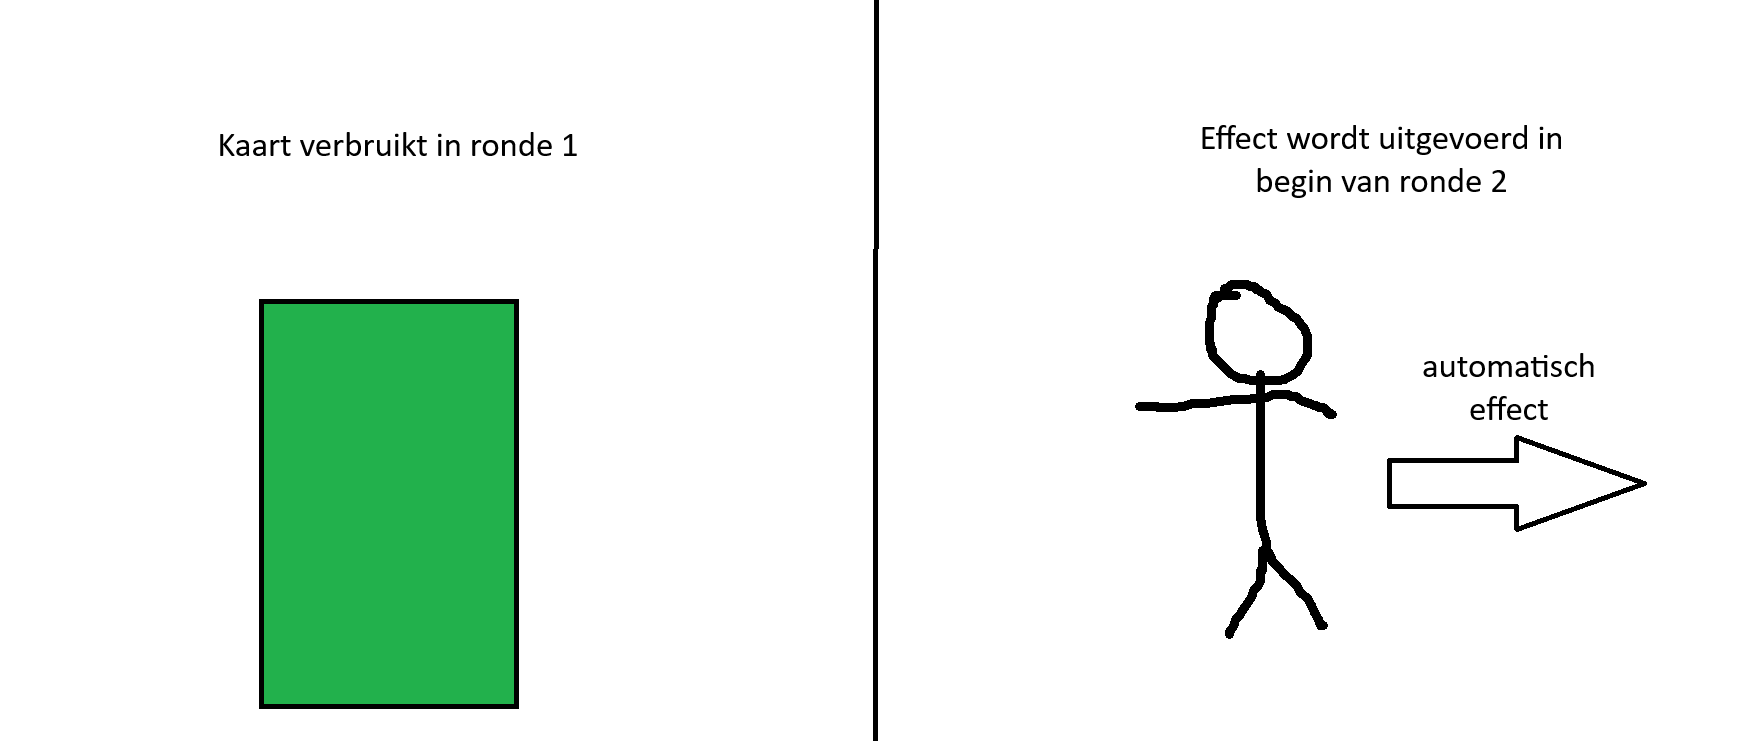 Kaart verbruikt in ronde 1
Effect wordt uitgevoerd in
begin van ronde 2
automatisch
effect